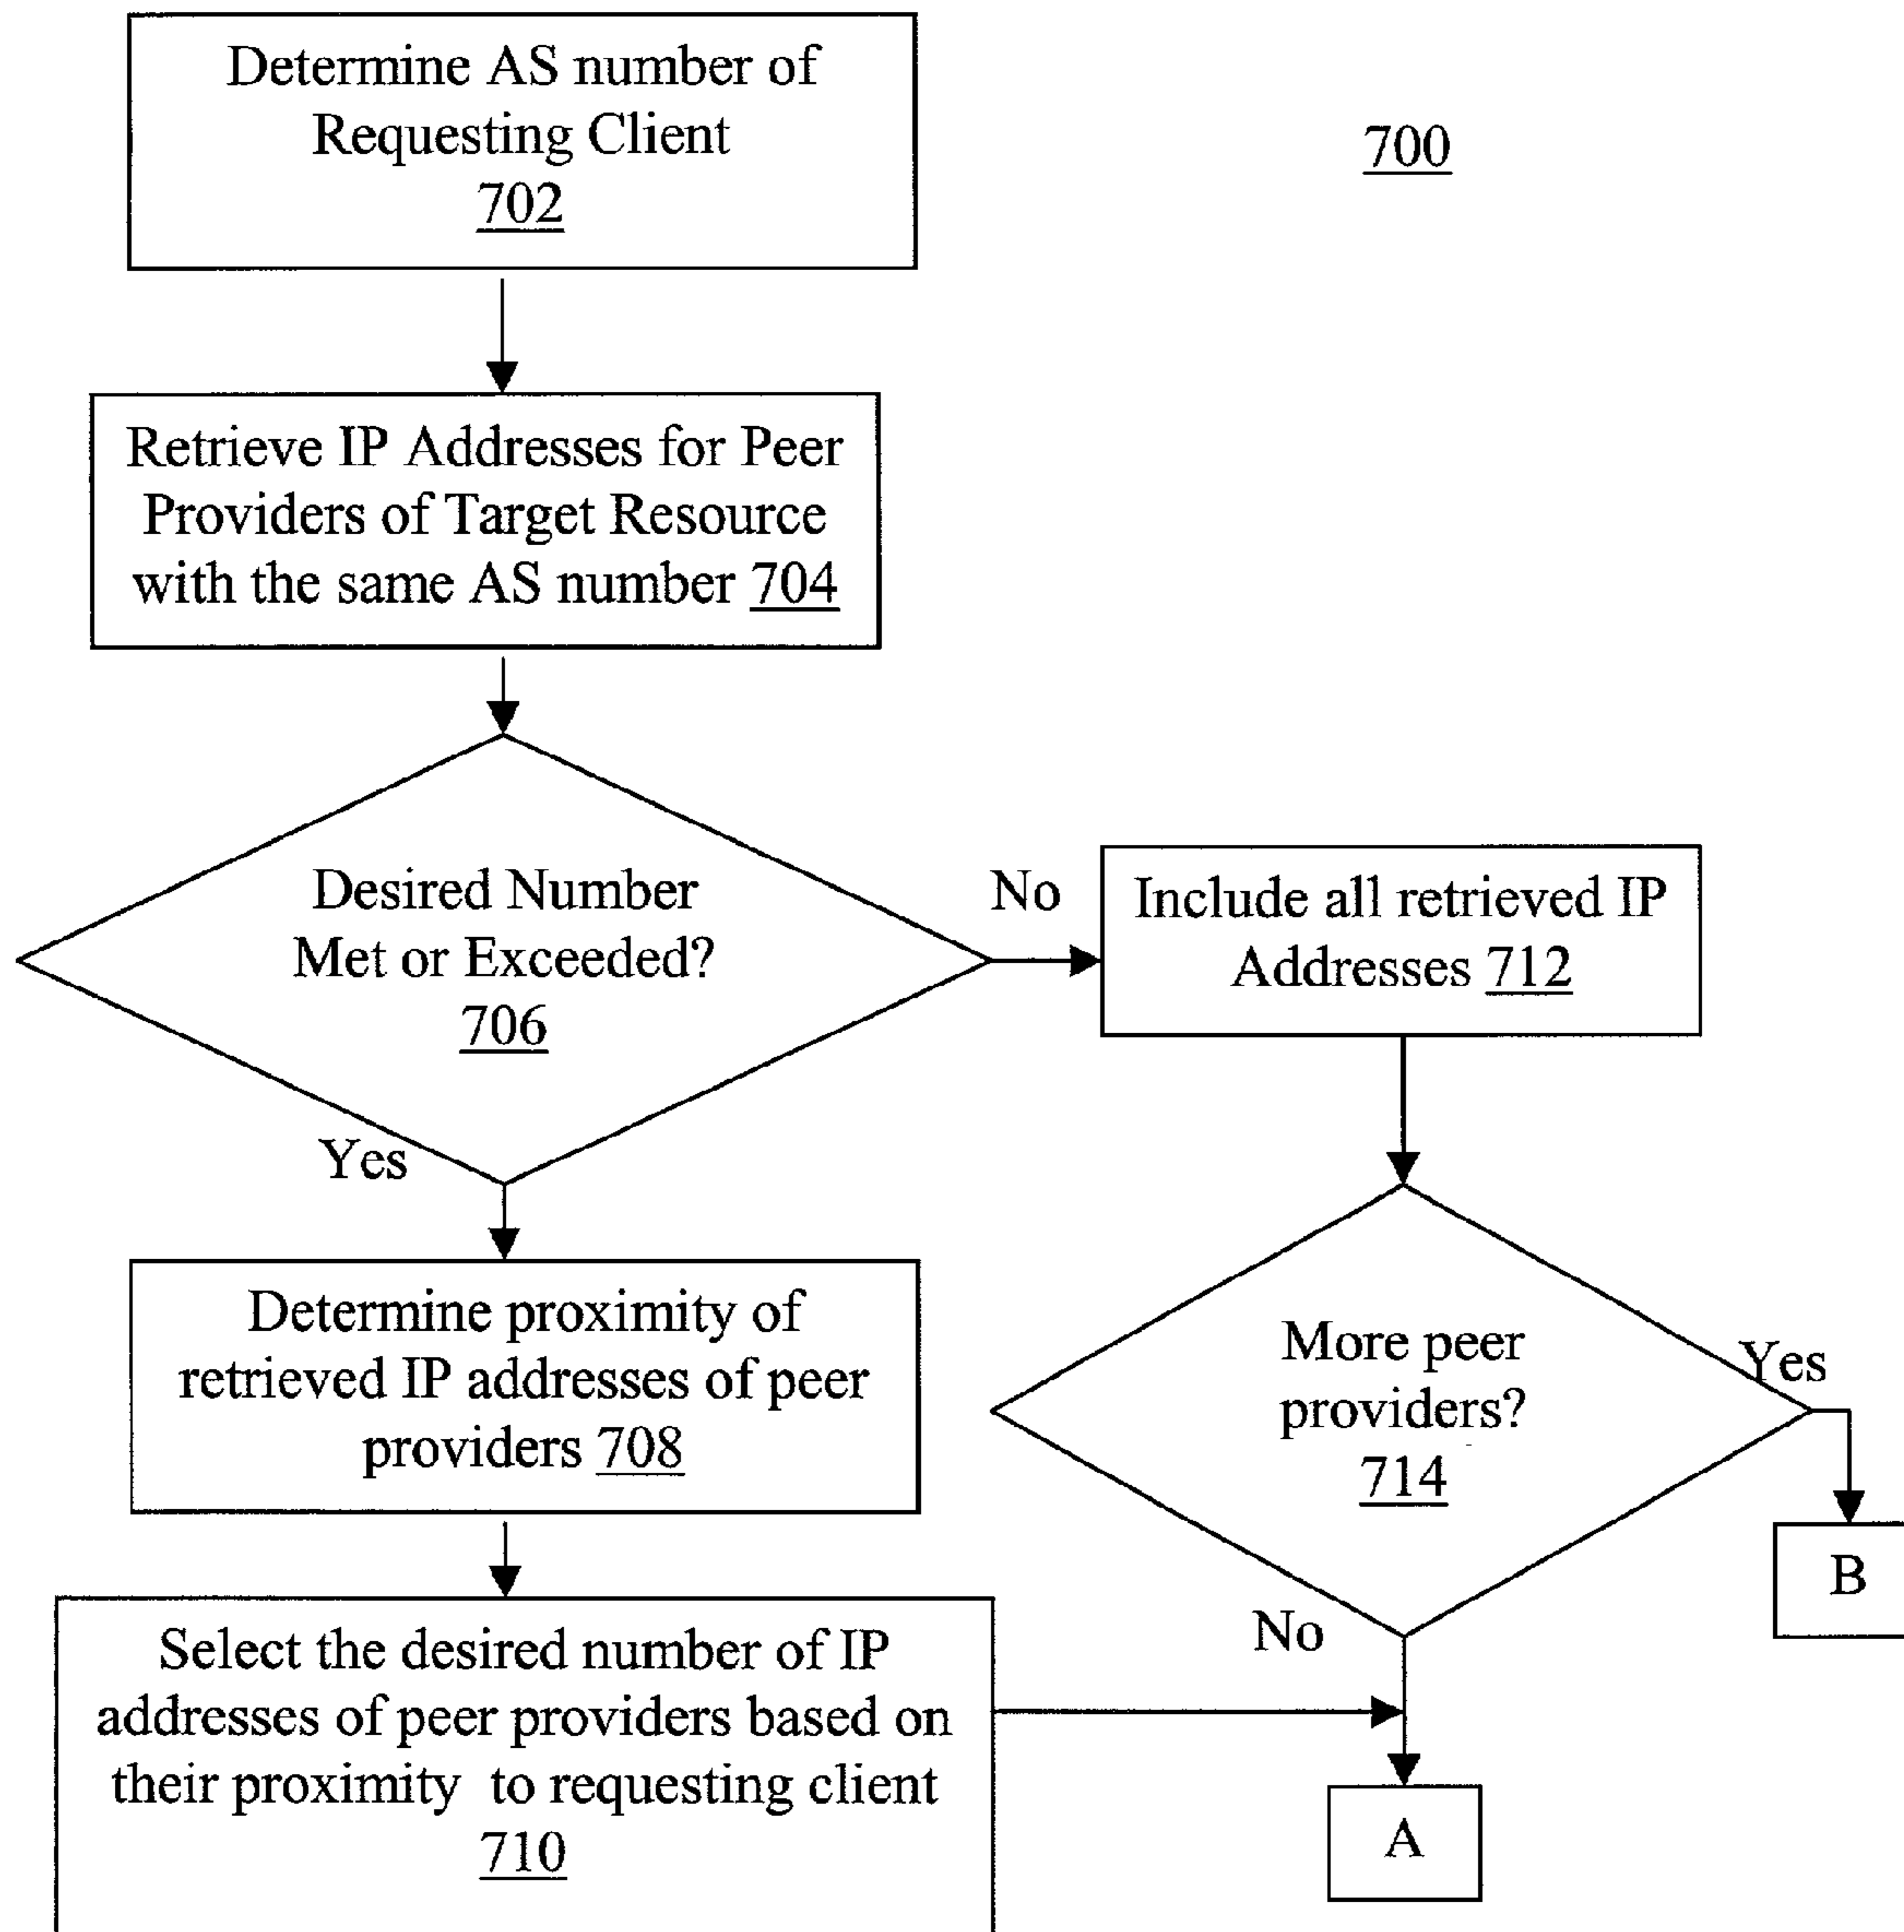 Determine AS number of
Requesting Client
702
700
Retrieve IP Addresses for Peer
Providers of Target Resource
with the same AS number 704
Desired Number
Met or Exceeded?
706
No
Include all retrieved IP
Addresses 712
Yes
Determine proximity of
retrieved IP addresses of peer
providers 708
More peer
providers?
714
Yes
B
No
Select the desired number of IP
addresses of peer providers based on
their proximity to requesting client
710
A